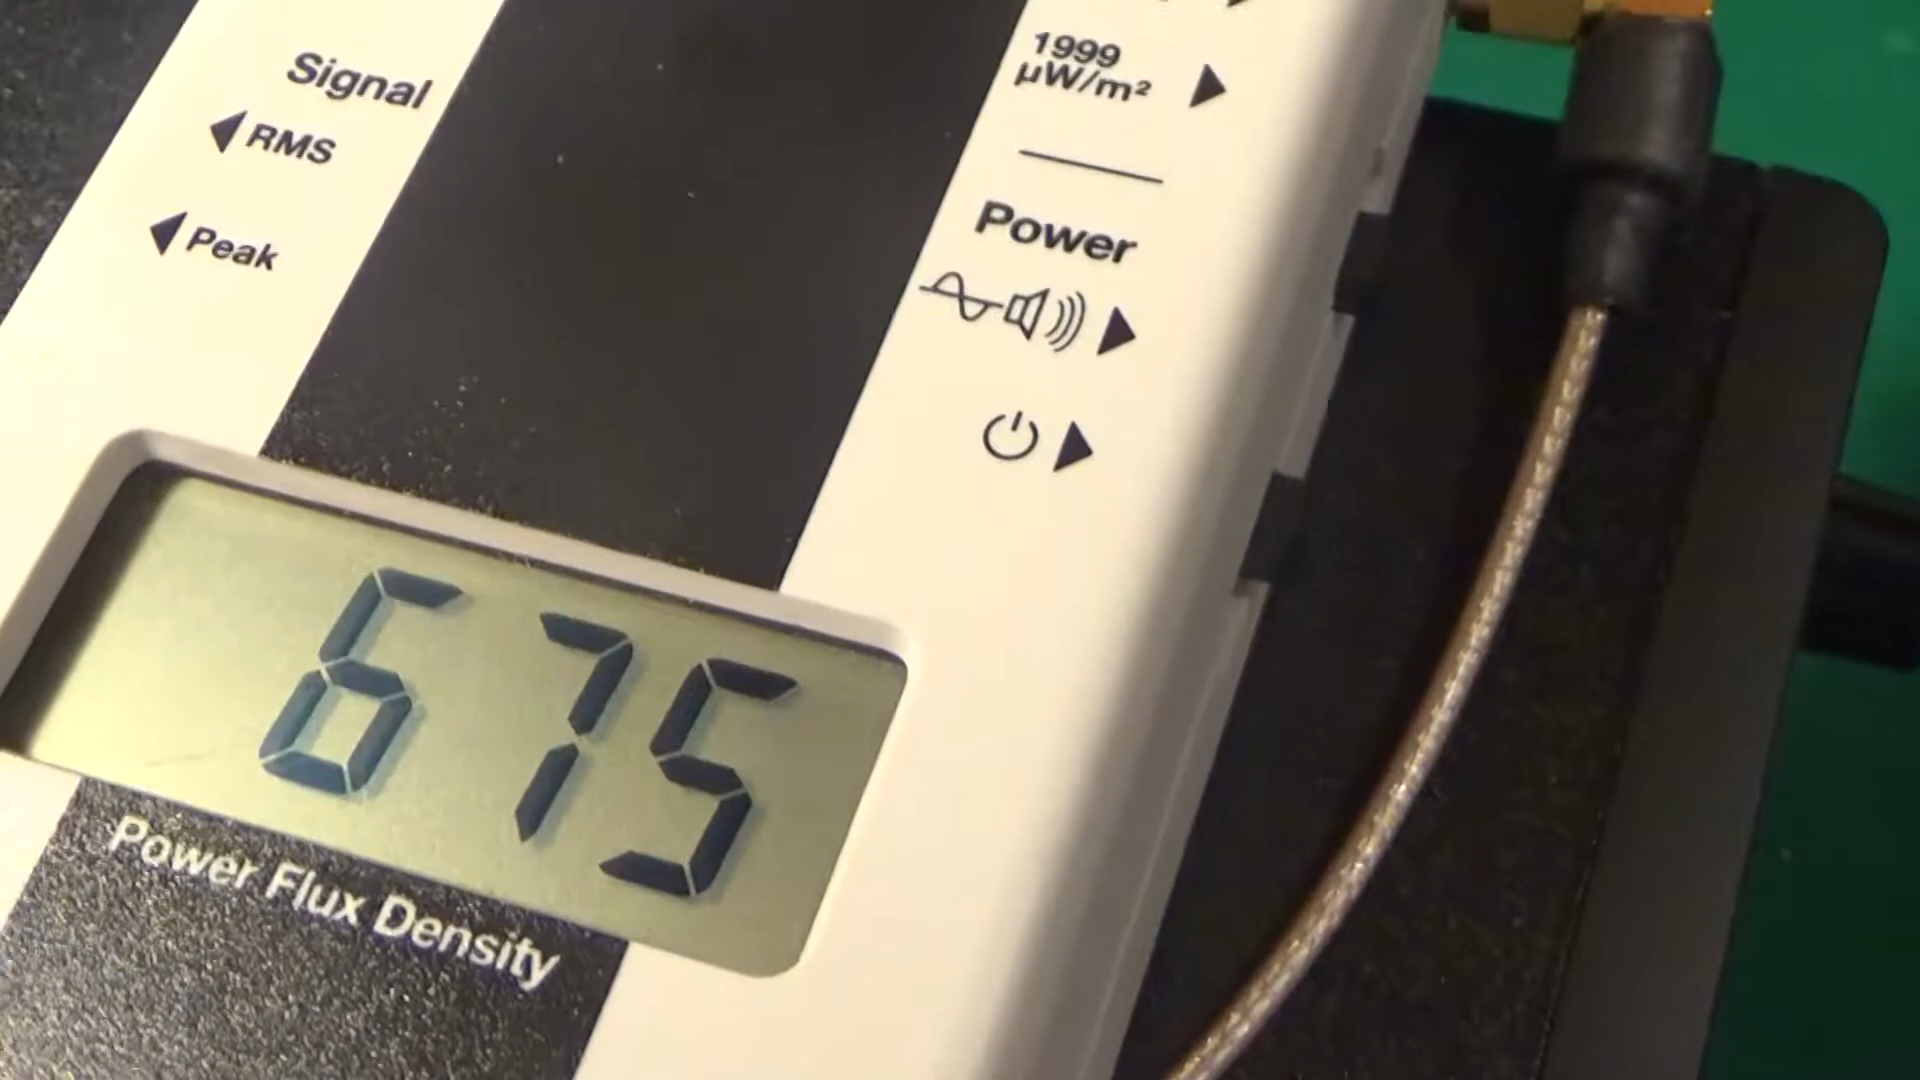 Signal
RMS
Peak
1999
µW/m²
Power
675
Power Flux Density